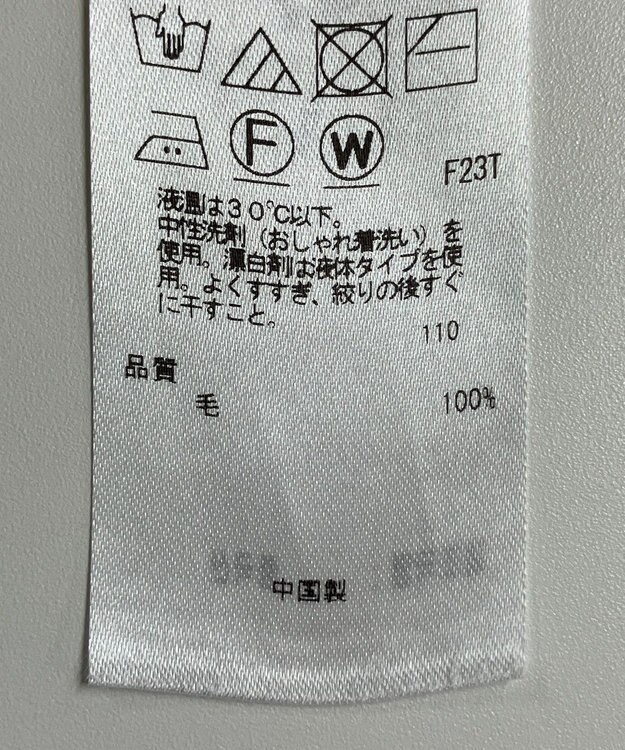 F
W
F23T
液温は30℃以下。
中性洗剤（おしゃれ着洗い）を
使用。漂白剤は液体タイプを使
用。よくすすぎ、絞りの後すぐ
に干すこと。
110
品質
毛 100%
中国製